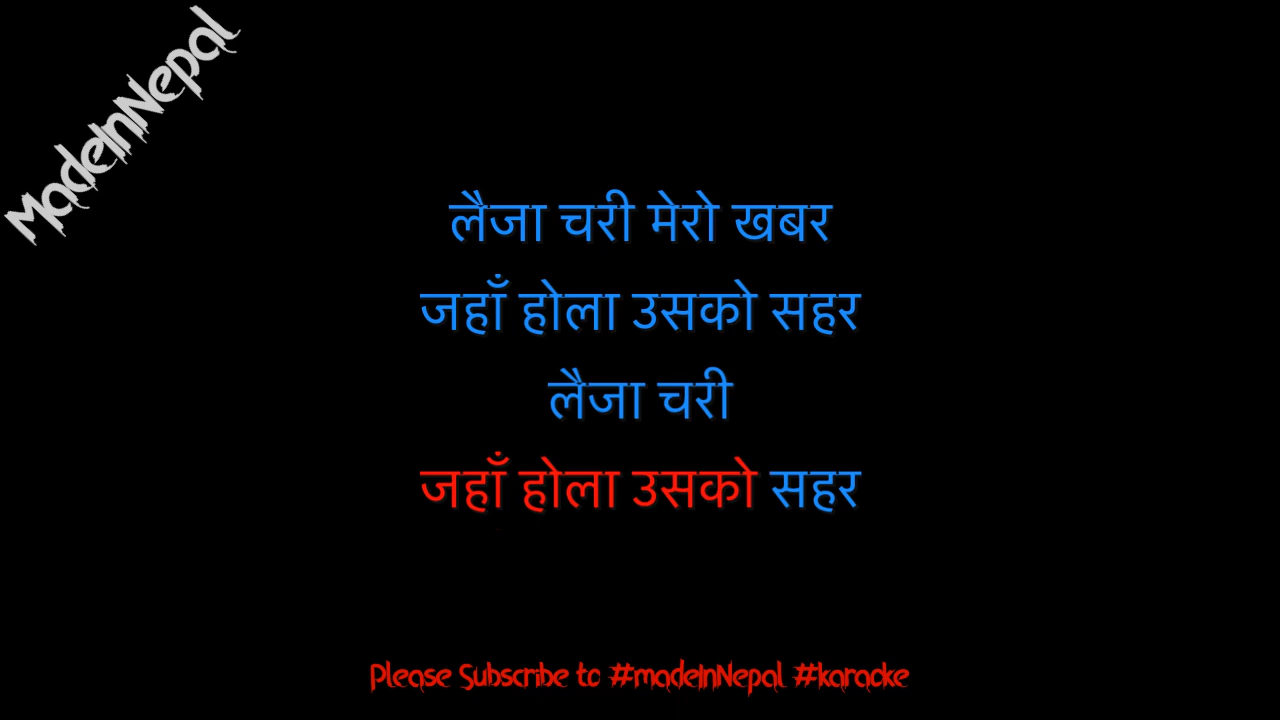 MadeInNepal
लैजा चरी मेरो खबर
जहाँ होला उसको सहर
लैजा चरी
जहाँ होला उसको सहर
Please Subscribe to #madeInNepal #karaoke